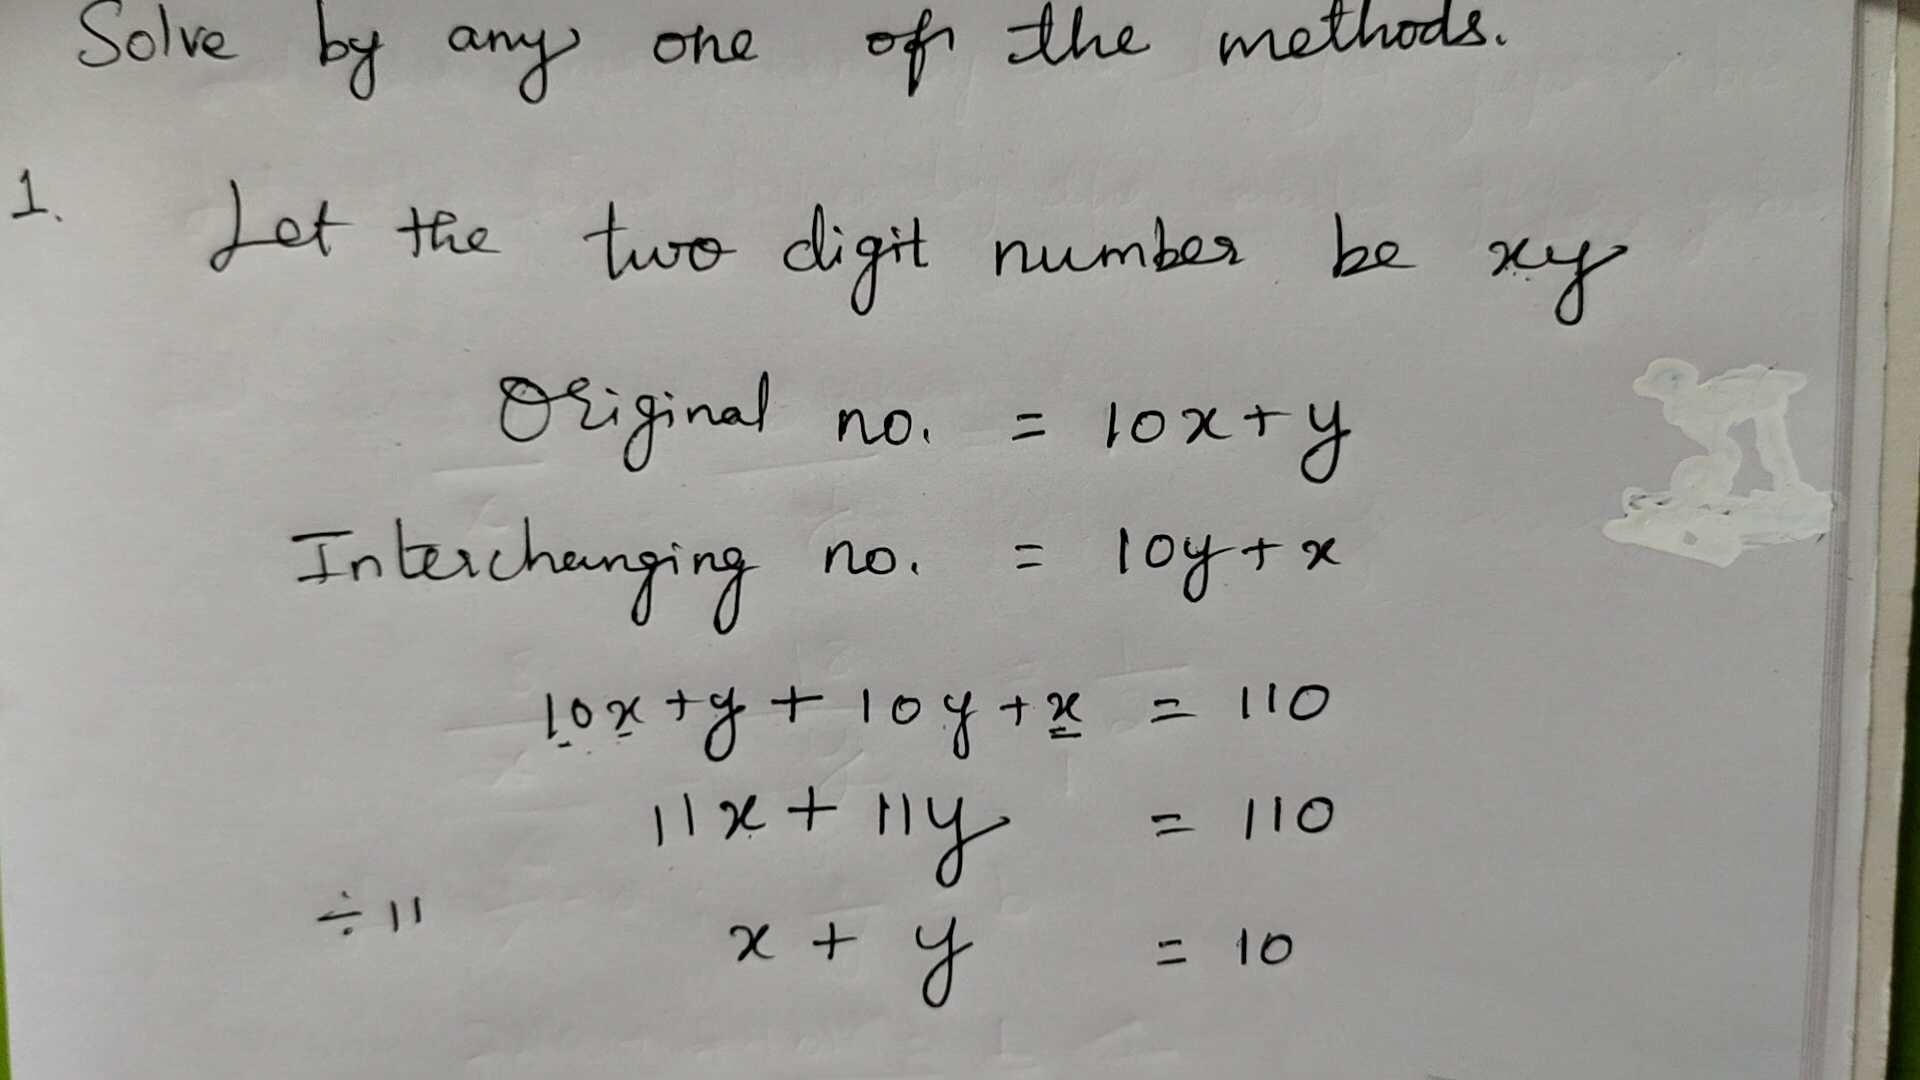 Solve by any one of the methods.
1. Let the two digit number be xy
Original no. = 10x + y
Interchanging no. = 10y + x
10x + y + 10y + x = 110
11x + 11y = 110
÷ 11 x + y = 10